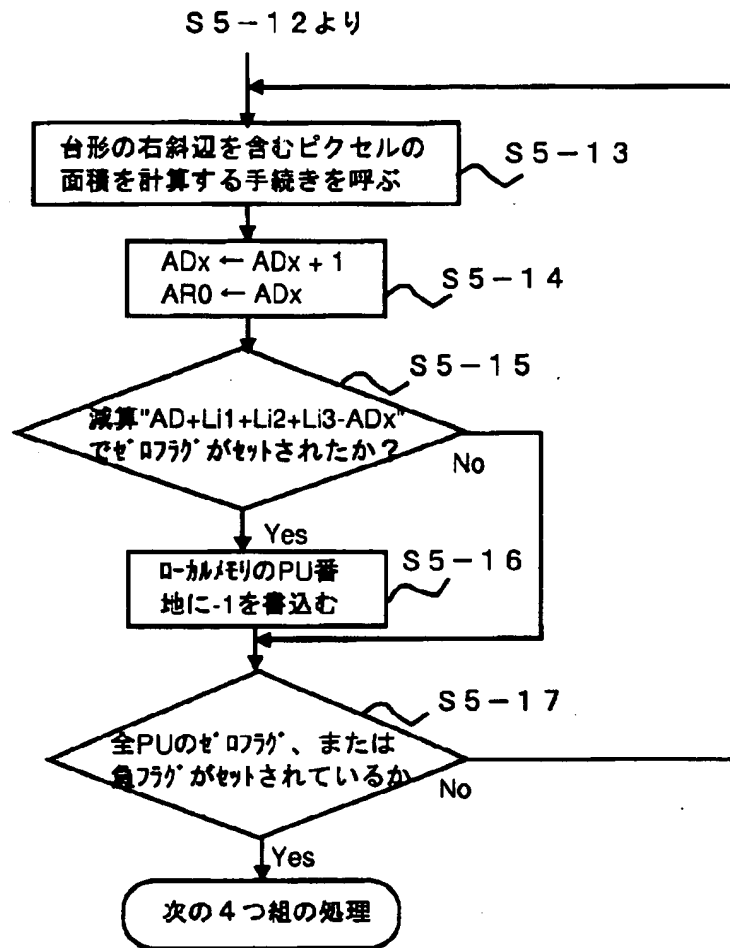 S5-12より
台形の右斜辺を含むピクセルの
面積を計算する手続きを呼ぶ
S5-13
ADx ← ADx + 1
AR0 ← ADx
S5-14
S5-15
減算"AD+Li1+Li2+Li3-ADx"
でｾﾞﾛﾌﾗｸﾞがｾｯﾄされたか？
No
Yes
ﾛｰｶﾙﾒﾓﾘのPU番
地に-1を書込む
S5-16
S5-17
全PUのｾﾞﾛﾌﾗｸﾞ、または
負ﾌﾗｸﾞがｾｯﾄされているか
No
Yes
次の4つ組の処理